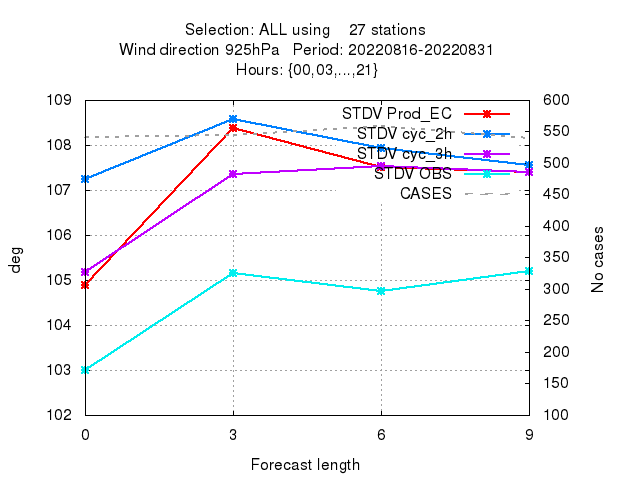 Selection: ALL using 27 stations
Wind direction 925hPa Period: 20220816-20220831
Hours: {00,03,...,21}
STDV Prod_EC
STDV cyc_2h
STDV cyc_3h
STDV OBS
CASES
109
108
107
106
105
104
103
102
deg
600
550
500
450
400
350
300
250
200
150
100
No cases
0 3 6 9
Forecast length